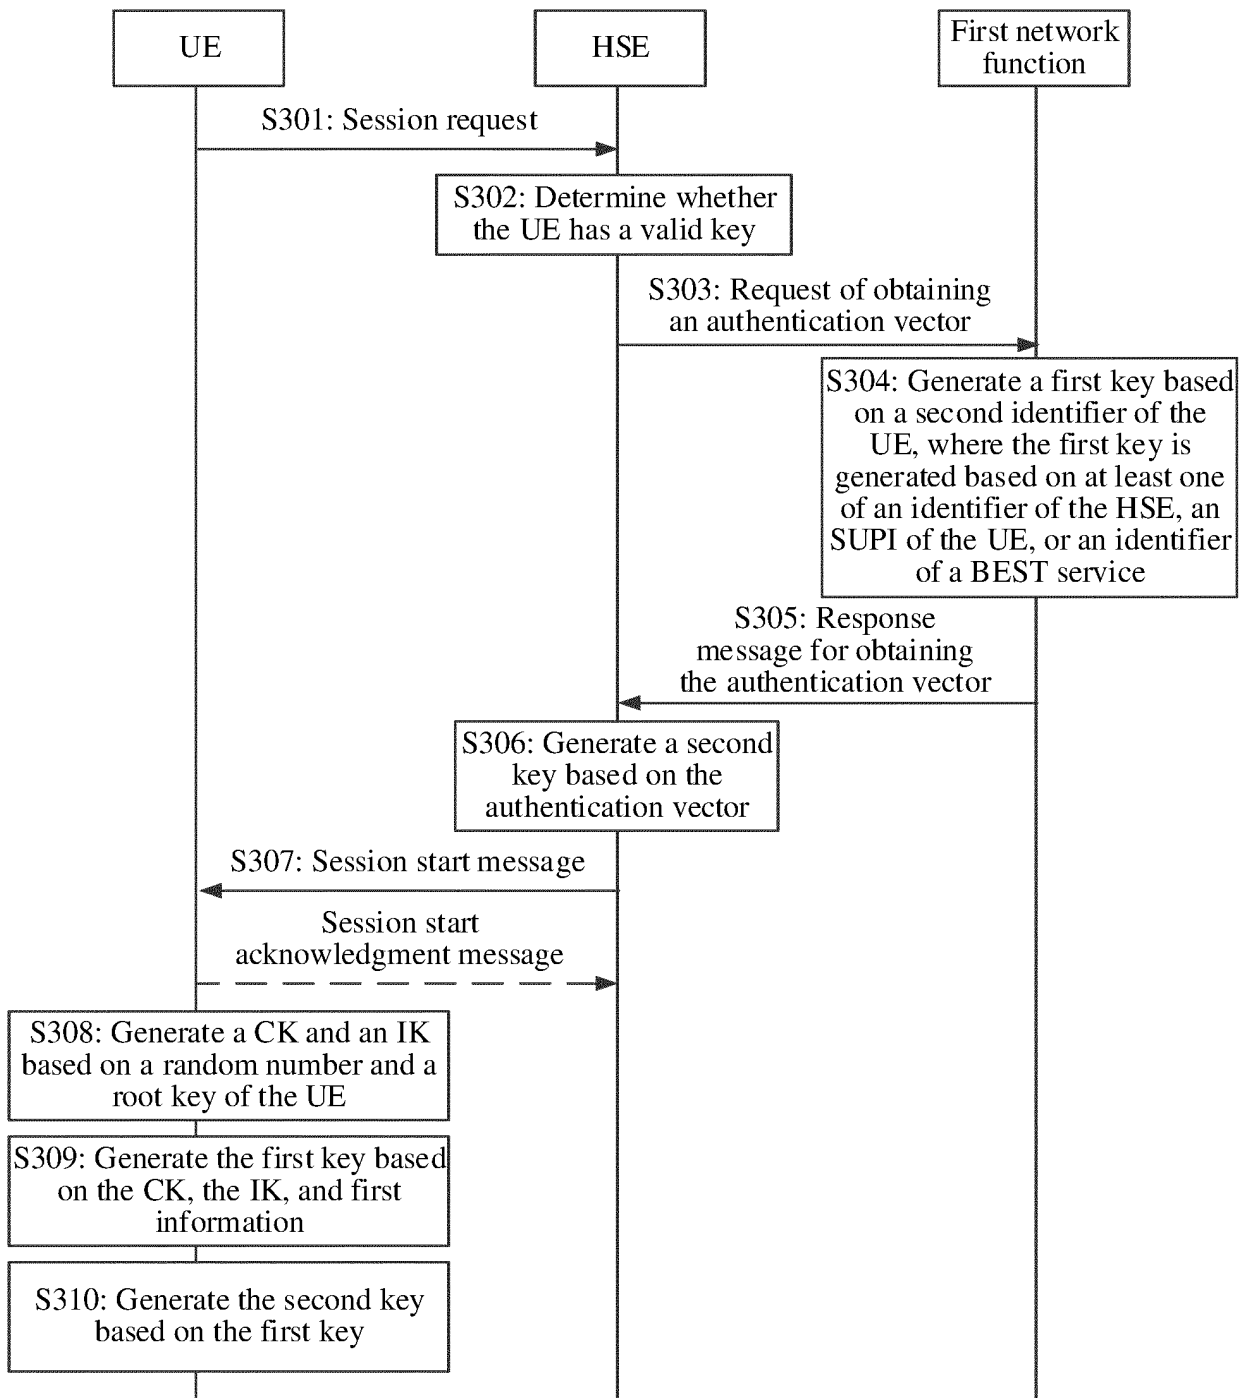 UE
HSE
First network
function
S301: Session request
S302: Determine whether
the UE has a valid key
S303: Request of obtaining
an authentication vector
S304: Generate a first key based
on a second identifier of the
UE, where the first key is
generated based on at least one
of an identifier of the HSE, an
SUPI of the UE, or an identifier
of a BEST service
S305: Response
message for obtaining
the authentication vector
S306: Generate a second
key based on the
authentication vector
S307: Session start message
Session start
acknowledgment message
S308: Generate a CK and an IK
based on a random number and a
root key of the UE
S309: Generate the first key based
on the CK, the IK, and first
information
S310: Generate the second key
based on the first key